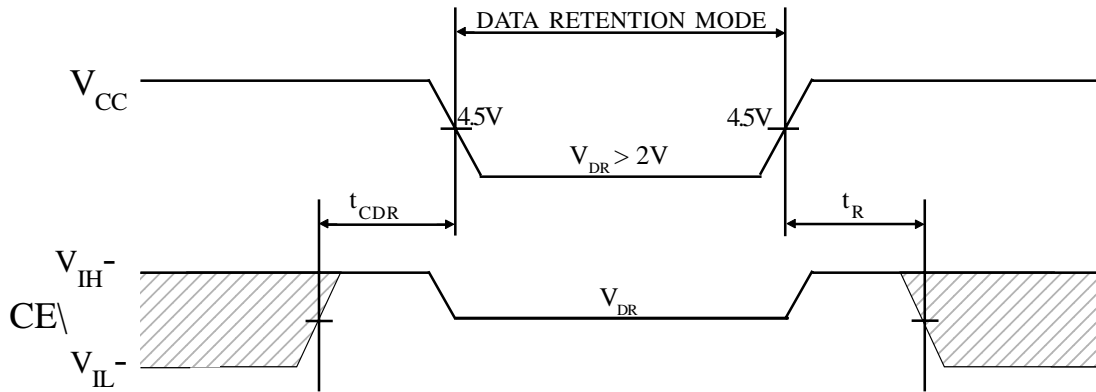 DATA RETENTION MODE
VCC
4.5V 4.5V
VDR > 2V
tCDR tR
VIH-
CE\ VDR
VIL-